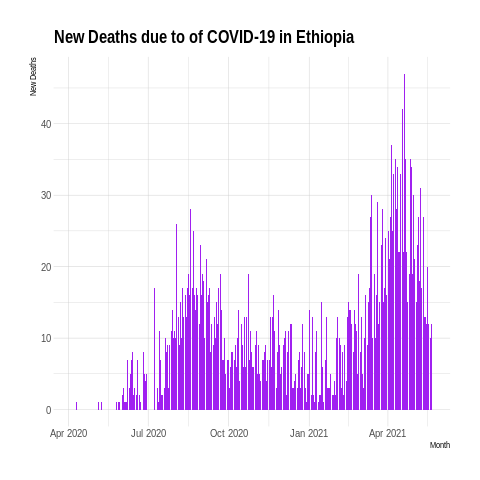 New Deaths due to of COVID-19 in Ethiopia
New Deaths
40
30
20
10
0
Apr 2020 Jul 2020 Oct 2020 Jan 2021 Apr 2021
Month